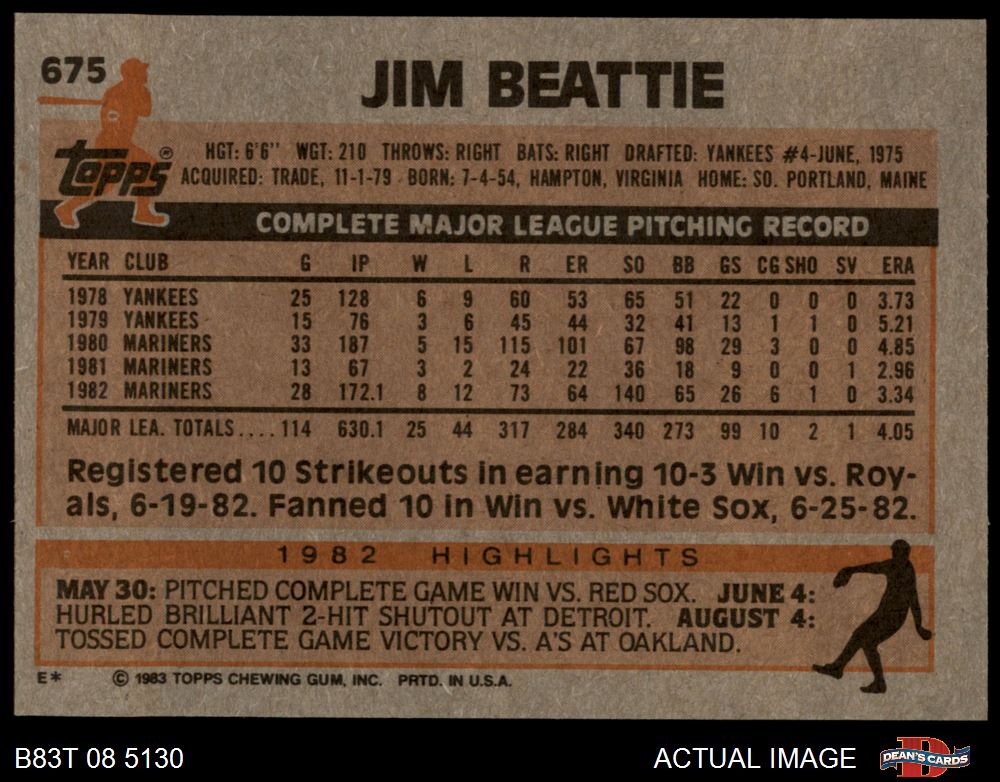 675
JIM BEATTIE
topps®
HGT: 6'6" WGT: 210 THROWS: RIGHT BATS: RIGHT DRAFTED: YANKEES #4-JUNE, 1975
ACQUIRED: TRADE, 11-1-79 - BORN: 7-4-54, HAMPTON, VIRGINIA HOME: SO. PORTLAND, MAINE
COMPLETE MAJOR LEAGUE PITCHING RECORD
YEAR CLUB G IP W L R ER SO BB GS CG SHO SV ERA
1978 YANKEES 25 128 6 9 60 53 65 51 22 0 0 0 3.73
1979 YANKEES 15 76 3 6 45 44 32 41 13 1 1 0 5.21
1980 MARINERS 33 187 5 15 115 101 67 98 29 3 0 0 4.85
1981 MARINERS 13 67 3 2 24 22 36 18 9 0 0 1 2.96
1982 MARINERS 28 172.1 8 12 73 64 140 65 26 6 1 0 3.34
MAJOR LEA. TOTALS.... 114 630.1 25 44 317 284 340 273 99 10 2 1 4.05
Registered 10 Strikeouts in earning 10-3 Win vs. Roy-
als, 6-19-82. Fanned 10 in Win vs. White Sox, 6-25-82.
1982 HIGHLIGHTS
MAY 30: PITCHED COMPLETE GAME WIN VS. RED SOX. JUNE 4:
HURLED BRILLIANT 2-HIT SHUTOUT AT DETROIT. AUGUST 4:
TOSSED COMPLETE GAME VICTORY VS. A'S AT OAKLAND.
E* © 1983 TOPPS CHEWING GUM, INC. PRTD. IN U.S.A.
B83T 08 5130 ACTUAL IMAGE DEAN'S CARDS